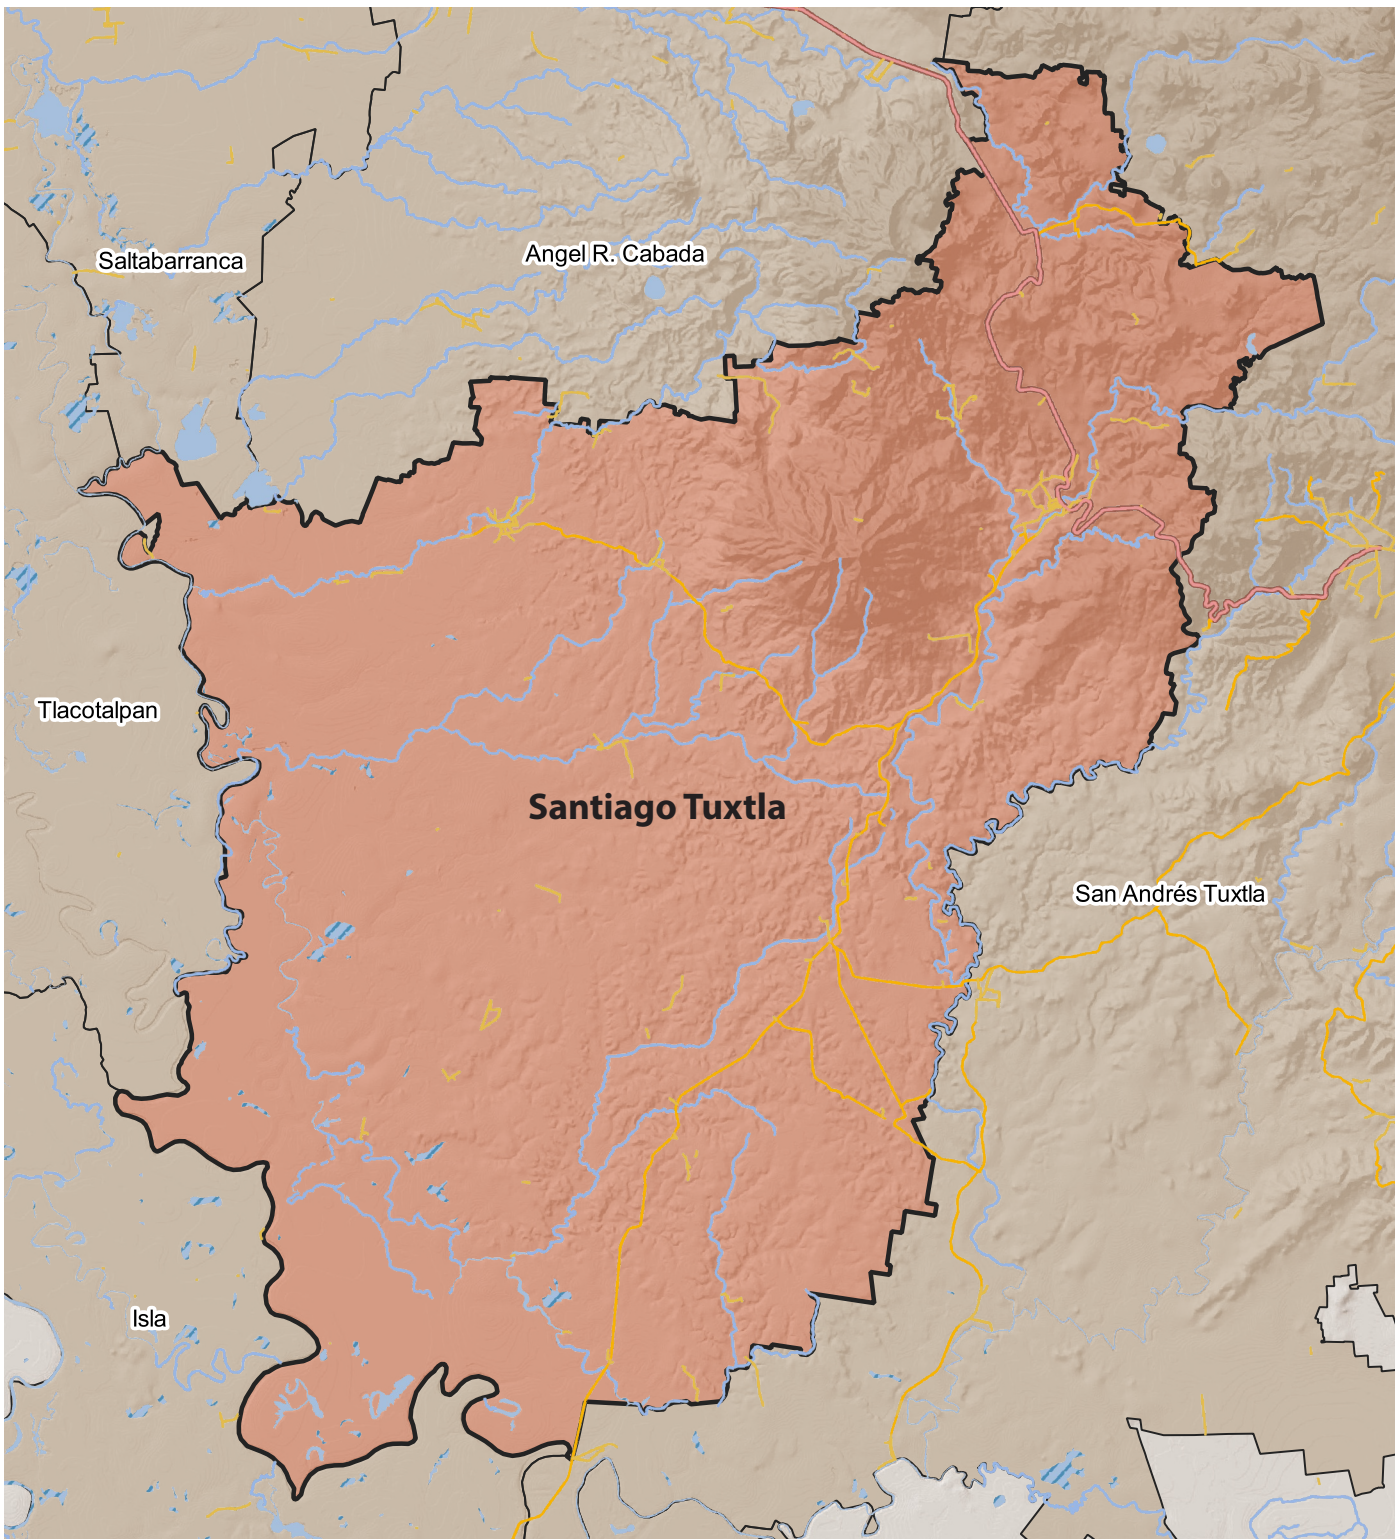 Saltabarranca
Angel R. Cabada
Tlacotalpan
Santiago Tuxtla
San Andrés Tuxtla
Isla